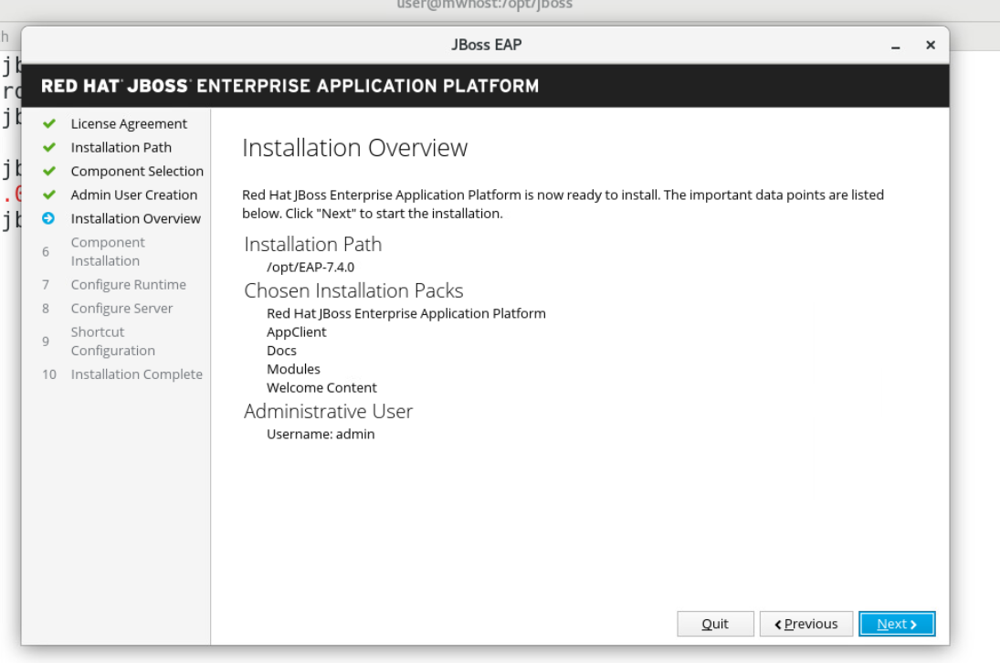 user@mwhost:/opt/jboss
h
JBoss EAP
jb
ro
jb
jb
.0
jb
RED HAT® JBOSS® ENTERPRISE APPLICATION PLATFORM
License Agreement
Installation Path
Component Selection
Admin User Creation
Installation Overview
6 Component
Installation
7 Configure Runtime
8 Configure Server
9 Shortcut
Configuration
10 Installation Complete
Installation Overview
Red Hat JBoss Enterprise Application Platform is now ready to install. The important data points are listed
below. Click "Next" to start the installation.
Installation Path
/opt/EAP-7.4.0
Chosen Installation Packs
Red Hat JBoss Enterprise Application Platform
AppClient
Docs
Modules
Welcome Content
Administrative User
Username: admin
Quit
Previous
Next